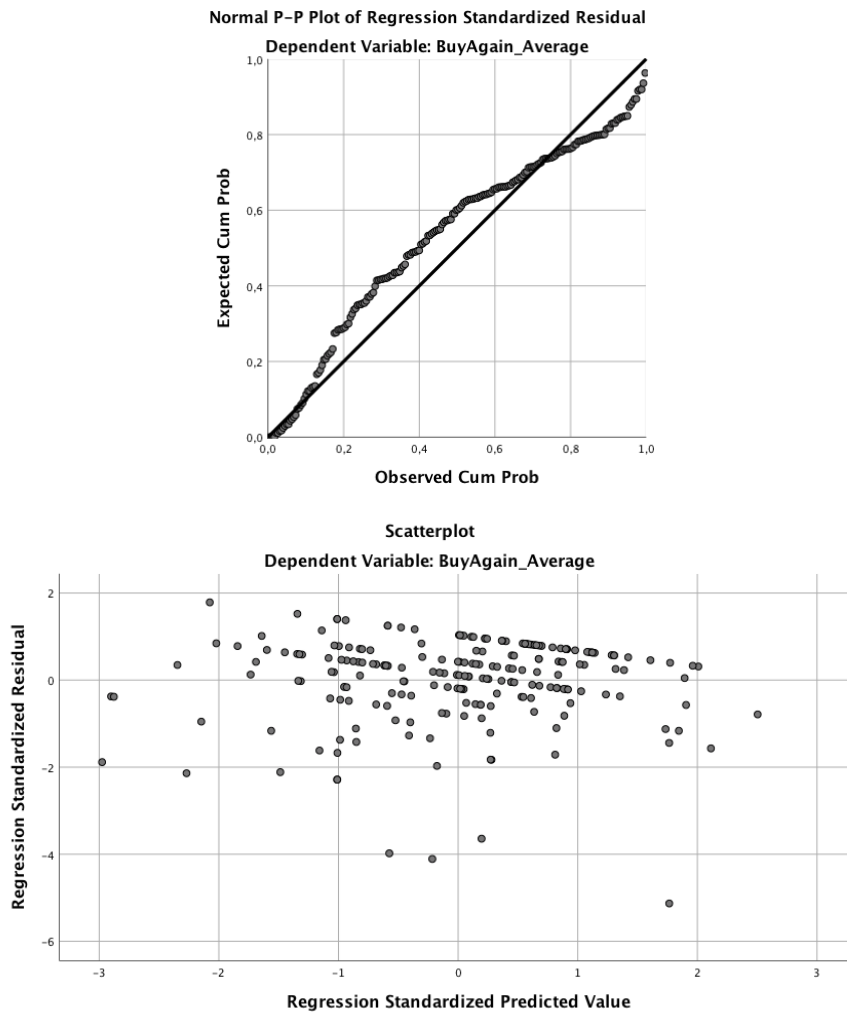 Normal P-P Plot of Regression Standardized Residual
Dependent Variable: BuyAgain_Average
1,0
0,8
0,6
0,4
0,2
0,0
Expected Cum Prob
0,0 0,2 0,4 0,6 0,8 1,0
Observed Cum Prob
Scatterplot
Dependent Variable: BuyAgain_Average
2
0
-2
-4
-6
Regression Standardized Residual
-3 -2 -1 0 1 2 3
Regression Standardized Predicted Value